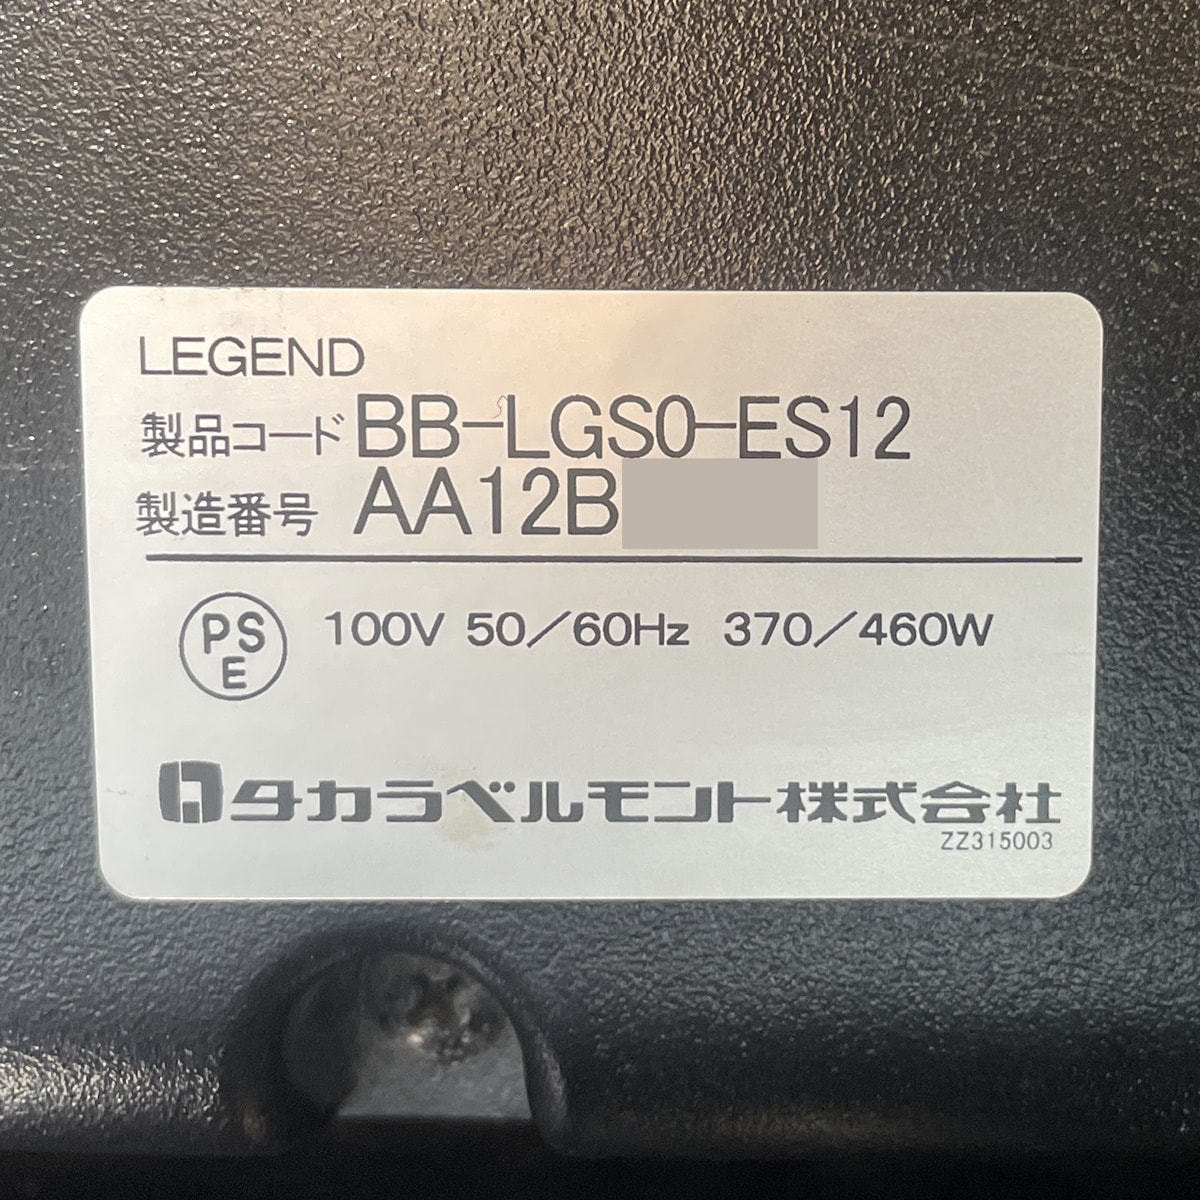 LEGEND
製品コード BB-LGS0-ES12
製造番号 AA12B
PS
E
100V 50/60Hz 370/460W
タカラベルモント株式会社
ZZ315003